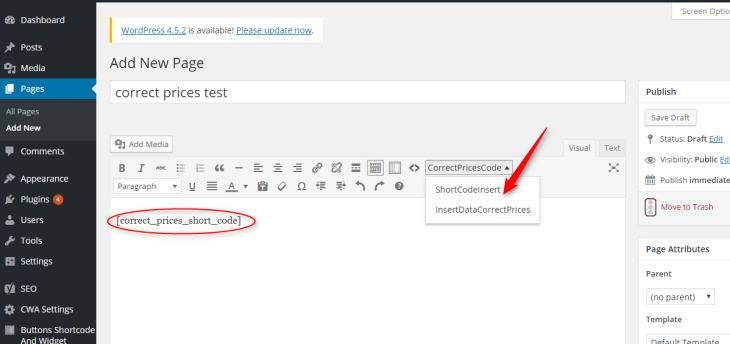 Dashboard
Posts
Media
Pages
All Pages
Add New
Comments
Appearance
Plugins 4
Users
Tools
Settings
SEO
CWA Settings
Buttons Shortcode
And Widget
Screen Optio
WordPress 4.5.2 is available! Please update now.
Add New Page
correct prices test
Add Media
Visual Text
B I ABC CorrectPricesCode
Paragraph U A Ω ?
ShortCodeInsert
InsertDataCorrectPrices
[correct_prices_short_code]
Publish
Save Draft
Status: Draft Edit
Visibility: Public Edi
Publish immediate
Move to Trash
Page Attributes
Parent
(no parent)
Template
Default Template